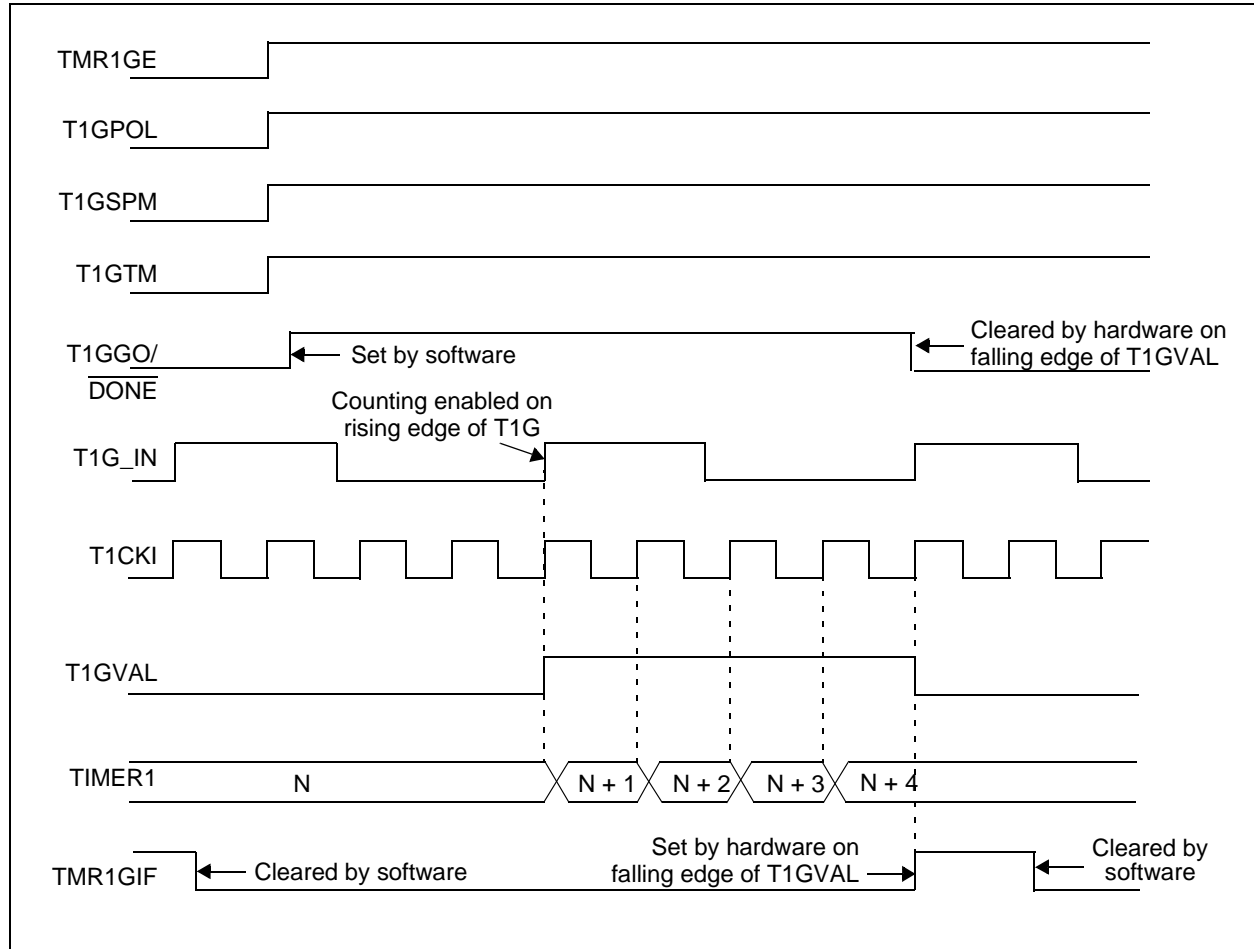 TMR1GE
T1GPOL
T1GSPM
T1GTM
T1GGO/
DONE
Set by software
Cleared by hardware on
falling edge of T1GVAL
Counting enabled on
rising edge of T1G
T1G_IN
T1CKI
T1GVAL
TIMER1
N
N + 1
N + 2
N + 3
N + 4
TMR1GIF
Cleared by software
Set by hardware on
falling edge of T1GVAL
Cleared by
software